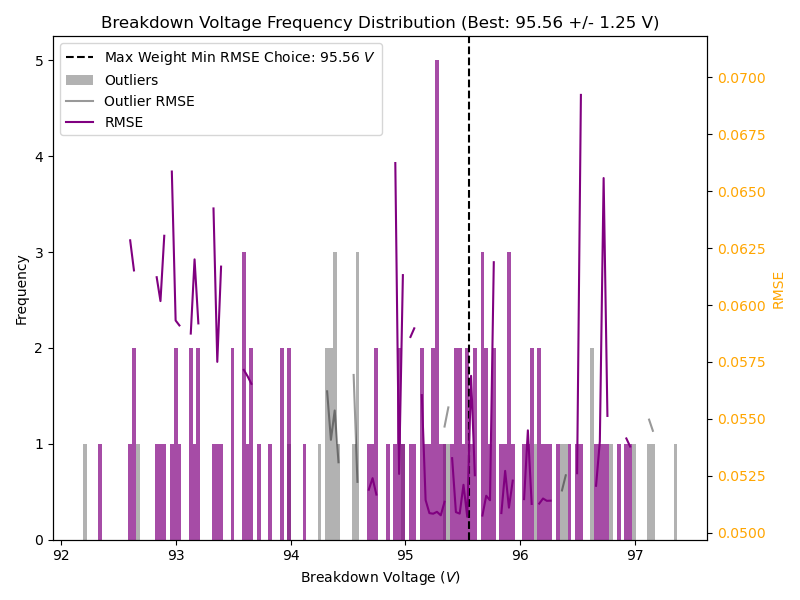 Breakdown Voltage Frequency Distribution (Best: 95.56 +/- 1.25 V)
Max Weight Min RMSE Choice: 95.56 V
Outliers
Outlier RMSE
RMSE
5
4
3
2
1
0
Frequency
0.0700
0.0675
0.0650
0.0625
0.0600
0.0575
0.0550
0.0525
0.0500
RMSE
92 93 94 95 96 97
Breakdown Voltage (V)